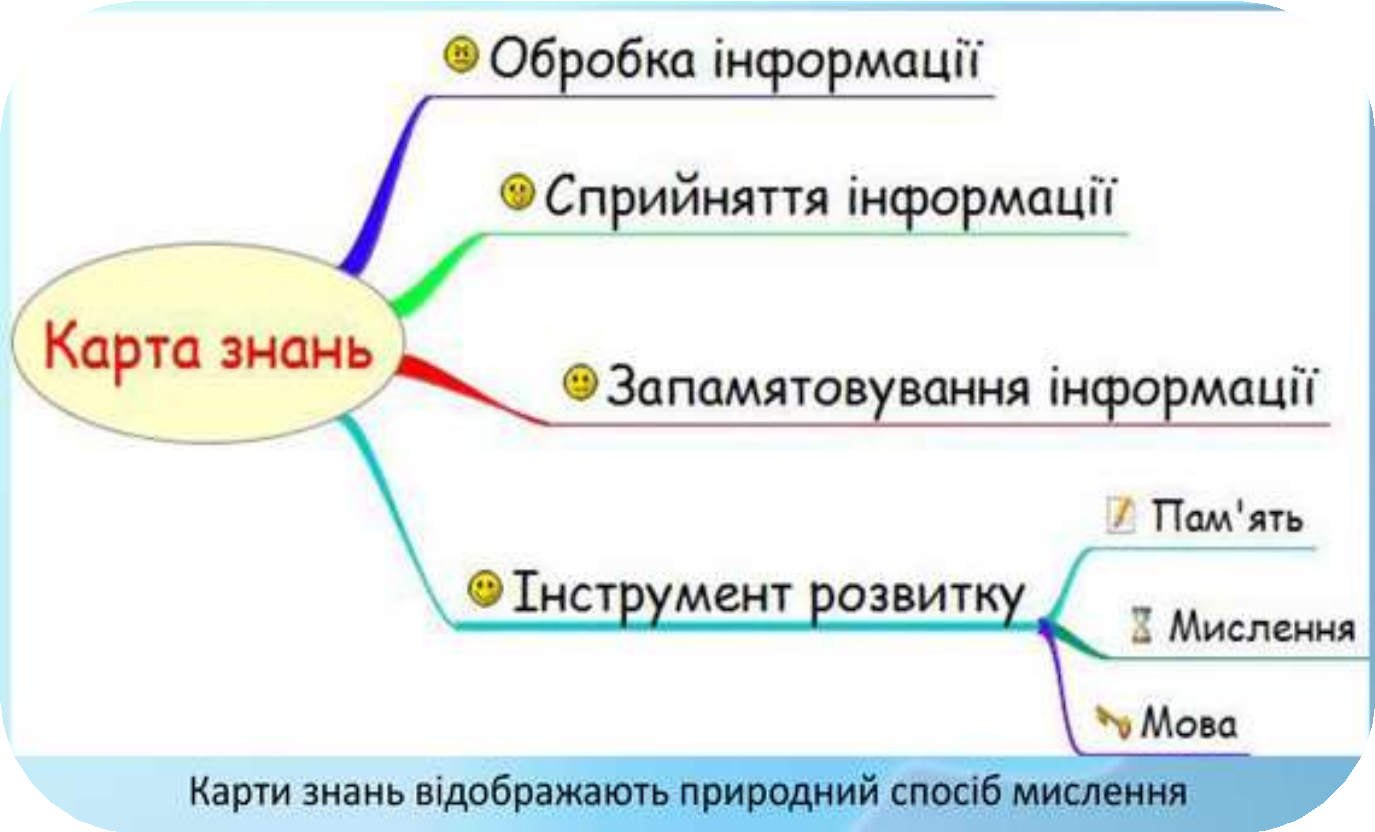 Обробка інформації
Сприйняття інформації
Карта знань
Запамятовування інформації
Інструмент розвитку
Пам'ять
Мислення
Мова
Карти знань відображають природний спосіб мислення